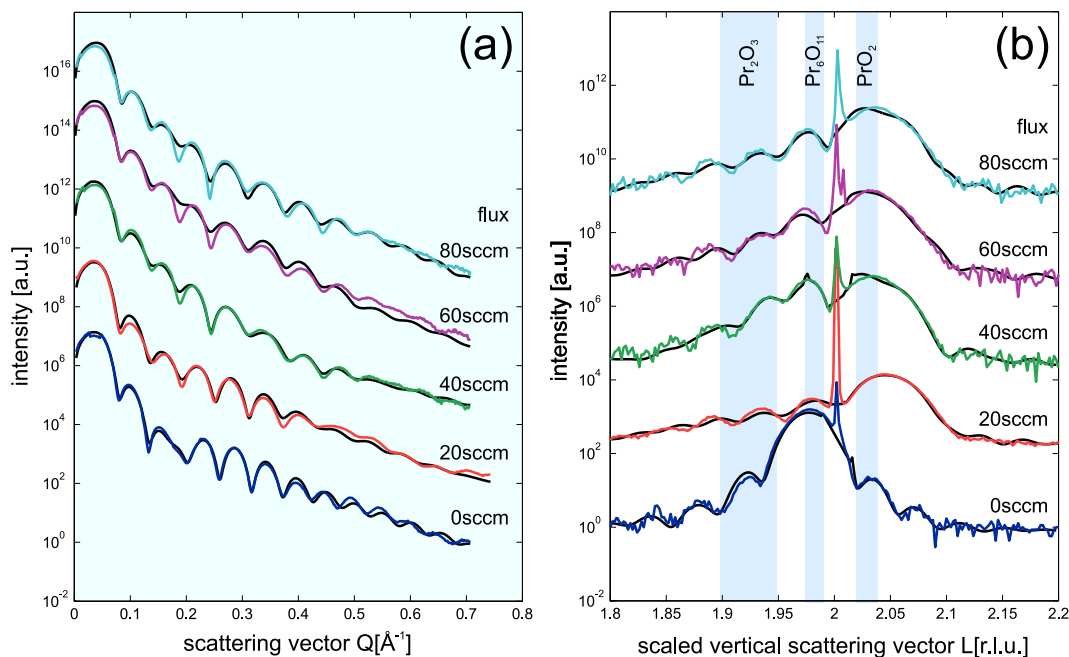 (a)
10¹⁶
10¹⁴
10¹²
10¹⁰
10⁸
10⁶
10⁴
10²
10⁰
10⁻²
intensity [a.u.]
flux
80sccm
60sccm
40sccm
20sccm
0sccm
0 0.1 0.2 0.3 0.4 0.5 0.6 0.7 0.8
scattering vector Q[Å⁻¹]
(b)
Pr₂O₃
Pr₆O₁₁
PrO₂
10¹²
10¹⁰
10⁸
10⁶
10⁴
10²
10⁰
10⁻²
intensity [a.u.]
flux
80sccm
60sccm
40sccm
20sccm
0sccm
1.8 1.85 1.9 1.95 2 2.05 2.1 2.15 2.2
scaled vertical scattering vector L[r.l.u.]